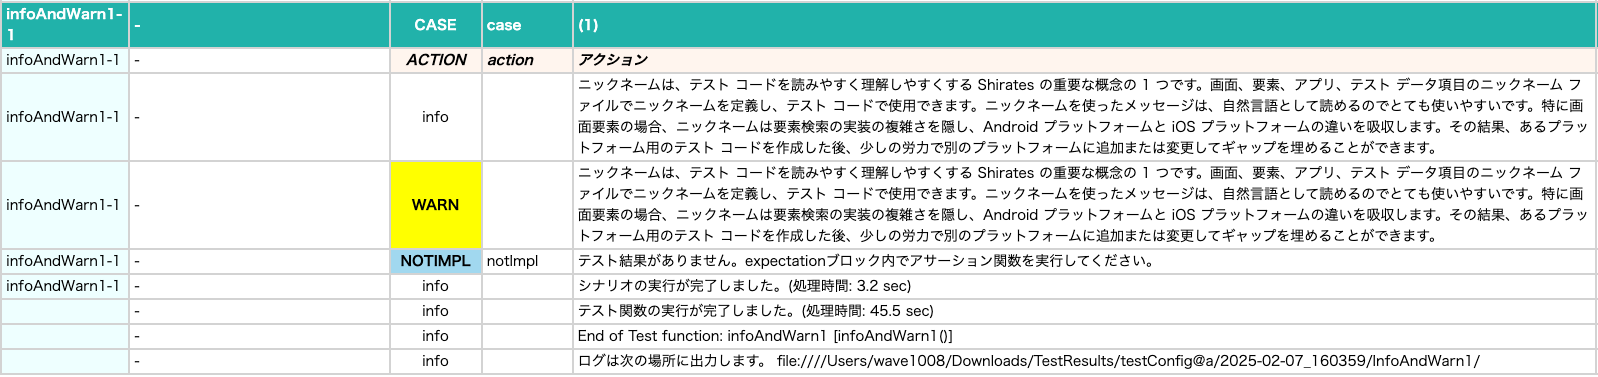 infoAndWarn1-
1 - CASE case (1)
infoAndWarn1-1 - ACTION action アクション
ニックネームは、テスト コードを読みやすく理解しやすくする Shirates の重要な概念の 1 つです。画面、要素、アプリ、テスト データ項目のニックネーム フ
ァイルでニックネームを定義し、テスト コードで使用できます。ニックネームを使ったメッセージは、自然言語として読めるのでとても使いやすいです。特に画
infoAndWarn1-1 - info 面要素の場合、ニックネームは要素検索の実装の複雑さを隠し、Android プラットフォームと iOS プラットフォームの違いを吸収します。その結果、あるプラッ
トフォーム用のテスト コードを作成した後、少しの労力で別のプラットフォームに追加または変更してギャップを埋めることができます。
ニックネームは、テスト コードを読みやすく理解しやすくする Shirates の重要な概念の 1 つです。画面、要素、アプリ、テスト データ項目のニックネーム フ
ァイルでニックネームを定義し、テスト コードで使用できます。ニックネームを使ったメッセージは、自然言語として読めるのでとても使いやすいです。特に画
infoAndWarn1-1 - WARN 面要素の場合、ニックネームは要素検索の実装の複雑さを隠し、Android プラットフォームと iOS プラットフォームの違いを吸収します。その結果、あるプラッ
トフォーム用のテスト コードを作成した後、少しの労力で別のプラットフォームに追加または変更してギャップを埋めることができます。
infoAndWarn1-1 - NOTIMPL notImpl テスト結果がありません。expectationブロック内でアサーション関数を実行してください。
infoAndWarn1-1 - info シナリオの実行が完了しました。(処理時間: 3.2 sec)
- info テスト関数の実行が完了しました。(処理時間: 45.5 sec)
- info End of Test function: infoAndWarn1 [infoAndWarn1()]
- info ログは次の場所に出力します。 file:////Users/wave1008/Downloads/TestResults/testConfig@a/2025-02-07_160359/InfoAndWarn1/